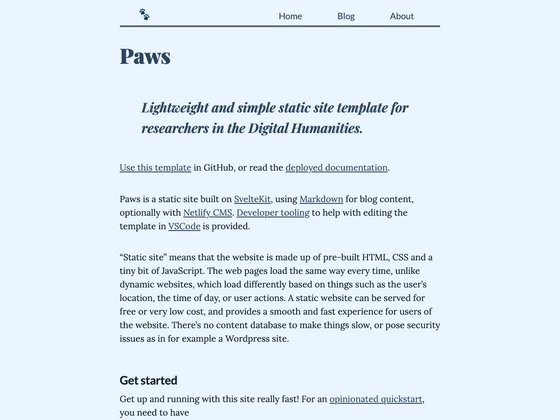 Home Blog About
Paws
Lightweight and simple static site template for
researchers in the Digital Humanities.
Use this template in GitHub, or read the deployed documentation.
Paws is a static site built on SvelteKit, using Markdown for blog content,
optionally with Netlify CMS. Developer tooling to help with editing the
template in VSCode is provided.
“Static site” means that the website is made up of pre-built HTML, CSS and a
tiny bit of JavaScript. The web pages load the same way every time, unlike
dynamic websites, which load differently based on things such as the user’s
location, the time of day, or user actions. A static website can be served for
free or very low cost, and provides a smooth and fast experience for users of
the website. There’s no content database to make things slow, or pose security
issues as in for example a Wordpress site.
Get started
Get up and running with this site really fast! For an opinionated quickstart,
you need to have